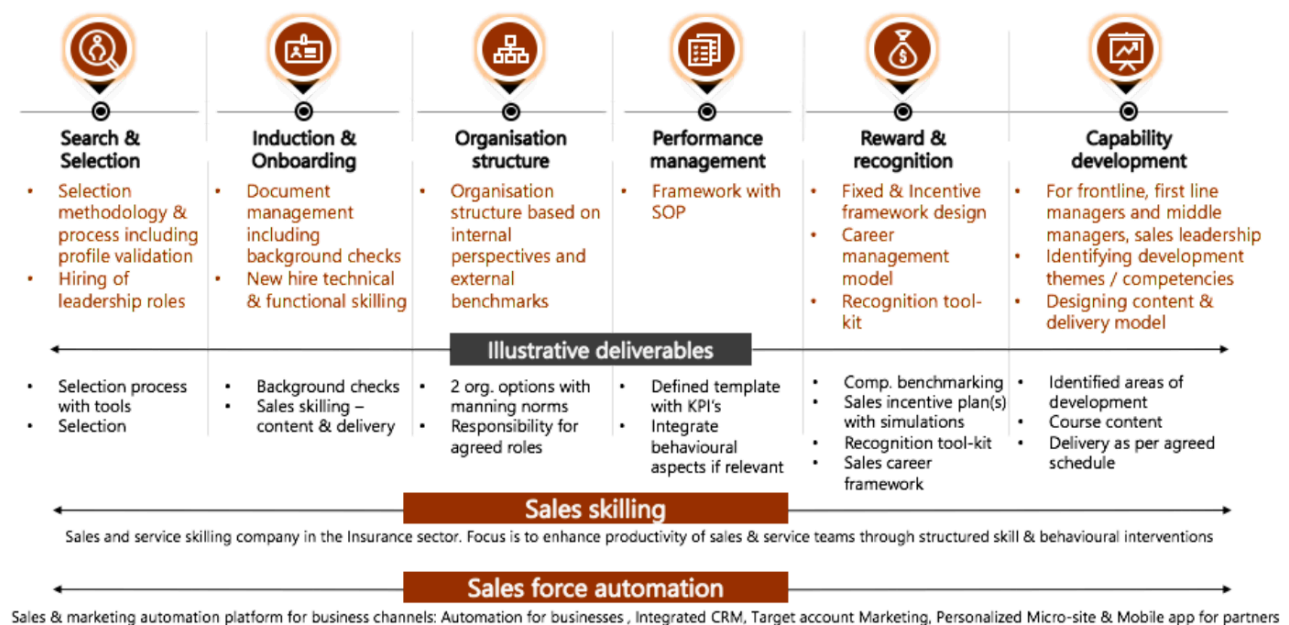 Search &
Selection
Induction &
Onboarding
Organisation
structure
Performance
management
Reward &
recognition
Capability
development
• Selection
methodology &
process including
profile validation
• Hiring of
leadership roles
• Document
management
including
background checks
• New hire technical
& functional skilling
• Organisation
structure based on
internal
perspectives and
external
benchmarks
• Framework with
SOP
• Fixed & Incentive
framework design
• Career
management
model
• Recognition tool-
kit
• For frontline, first line
managers and middle
managers, sales leadership
• Identifying development
themes / competencies
• Designing content &
delivery model
Illustrative deliverables
• Selection process
with tools
• Selection
• Background checks
• Sales skilling –
content & delivery
• 2 org. options with
manning norms
• Responsibility for
agreed roles
• Defined template
with KPI's
• Integrate
behavioural
aspects if relevant
• Comp. benchmarking
• Sales incentive plan(s)
with simulations
• Recognition tool-kit
• Sales career
framework
• Identified areas of
development
• Course content
• Delivery as per agreed
schedule
Sales skilling
Sales and service skilling company in the Insurance sector. Focus is to enhance productivity of sales & service teams through structured skill & behavioural interventions
Sales force automation
Sales & marketing automation platform for business channels: Automation for businesses , Integrated CRM, Target account Marketing, Personalized Micro-site & Mobile app for partners